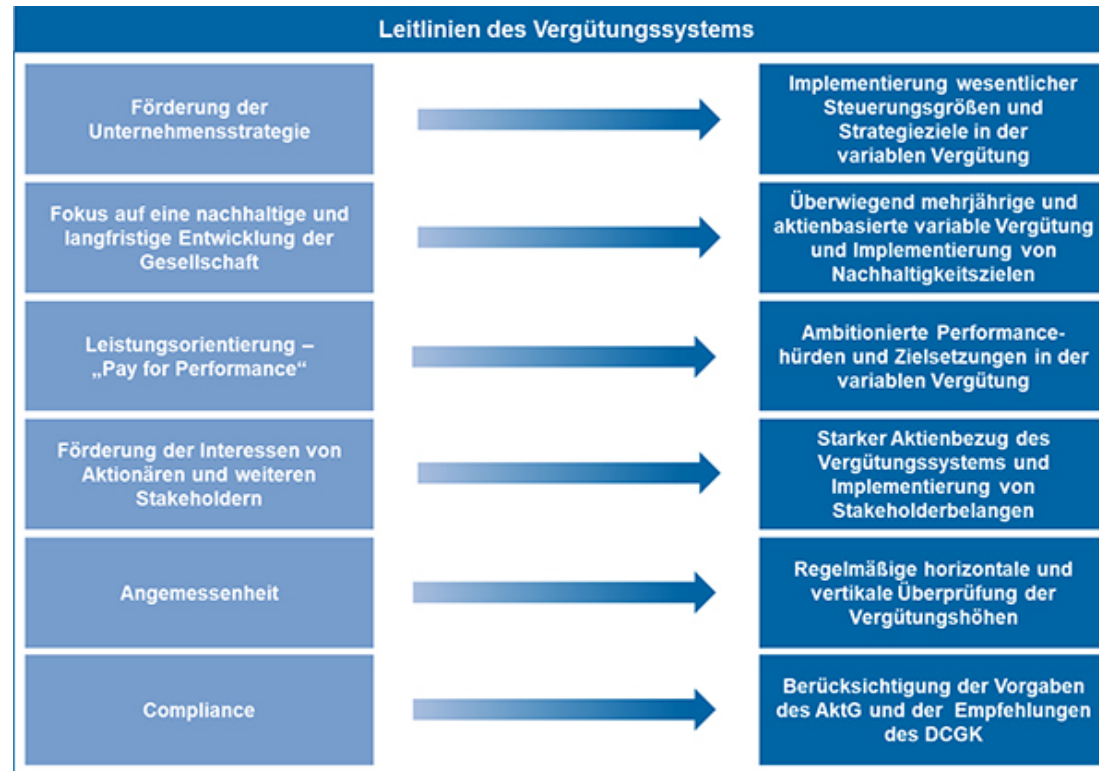 Leitlinien des Vergütungssystems
Förderung der
Unternehmensstrategie
Implementierung wesentlicher
Steuerungsgrößen und
Strategieziele in der
variablen Vergütung
Fokus auf eine nachhaltige und
langfristige Entwicklung der
Gesellschaft
Überwiegend mehrjährige und
aktienbasierte variable Vergütung
und Implementierung von
Nachhaltigkeitszielen
Leistungsorientierung –
„Pay for Performance“
Ambitionierte Performance-
hürden und Zielsetzungen in der
variablen Vergütung
Förderung der Interessen von
Aktionären und weiteren
Stakeholdern
Starker Aktienbezug des
Vergütungssystems und
Implementierung von
Stakeholderbelangen
Angemessenheit
Regelmäßige horizontale und
vertikale Überprüfung der
Vergütungshöhen
Compliance
Berücksichtigung der Vorgaben
des AktG und der Empfehlungen
des DCGK